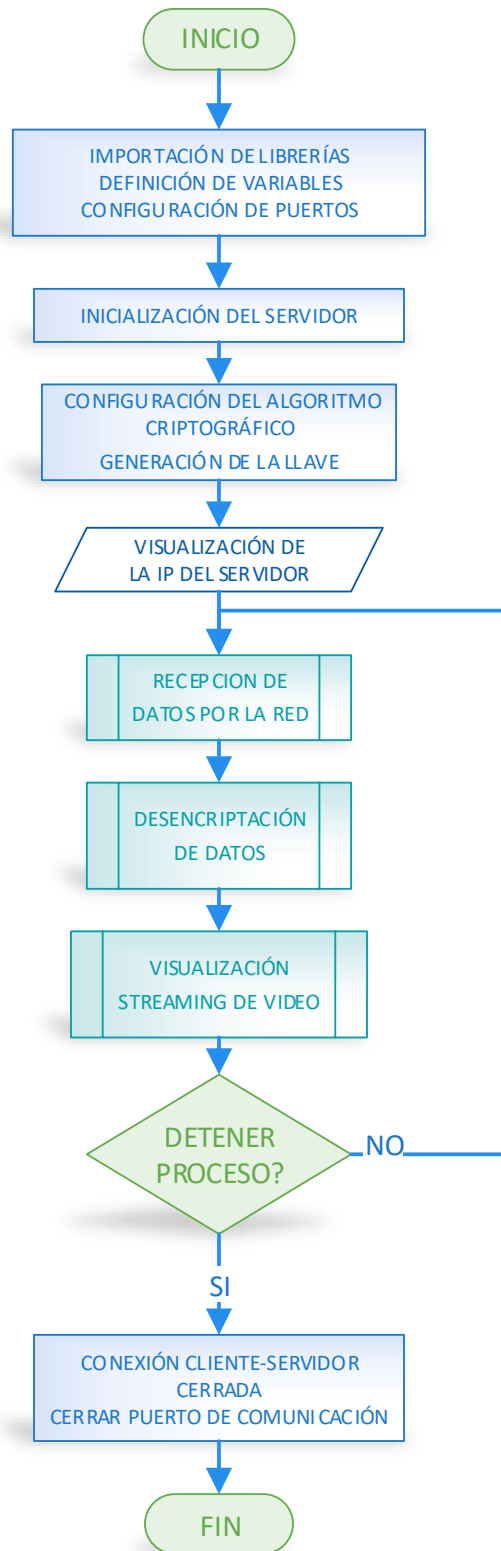 INICIO
IMPORTACIÓN DE LIBRERÍAS
DEFINICIÓN DE VARIABLES
CONFIGURACIÓN DE PUERTOS
INICIALIZACIÓN DEL SERVIDOR
CONFIGURACIÓN DEL ALGORITMO
CRIPTOGRÁFICO
GENERACIÓN DE LA LLAVE
VISUALIZACIÓN DE
LA IP DEL SERVIDOR
RECEPCION DE
DATOS POR LA RED
DESENCRIPTACIÓN
DE DATOS
VISUALIZACIÓN
STREAMING DE VIDEO
DETENER
PROCESO?
NO
SI
CONEXIÓN CLIENTE-SERVIDOR
CERRADA
CERRAR PUERTO DE COMUNICACIÓN
FIN